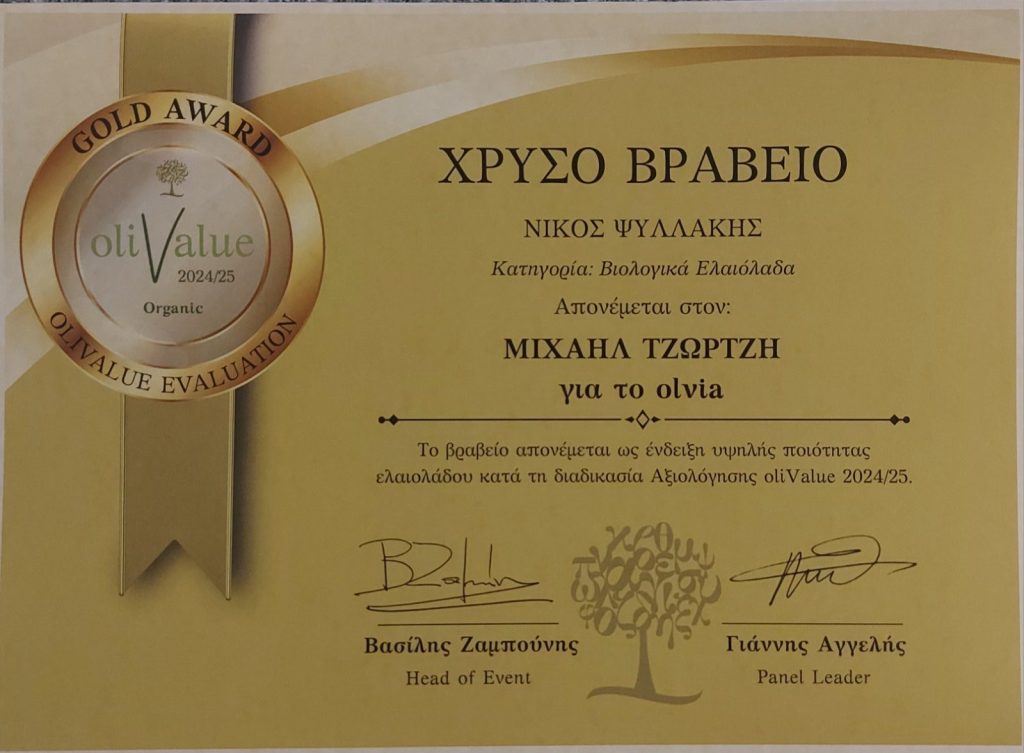 GOLD AWARD
oliValue
2024/25
Organic
OLIVALUE EVALUATION
ΧΡΥΣΟ ΒΡΑΒΕΙΟ
ΝΙΚΟΣ ΨΥΛΛΑΚΗΣ
Κατηγορία: Βιολογικά Ελαιόλαδα
Απονέμεται στον:
ΜΙΧΑΗΛ ΤΖΩΡΤΖΗ
για το olvia
Το βραβείο απονέμεται ως ένδειξη υψηλής ποιότητας
ελαιολάδου κατά τη διαδικασία Αξιολόγησης oliValue 2024/25.
Βασίλης Ζαμπούνης
Head of Event
Γιάννης Αγγελής
Panel Leader